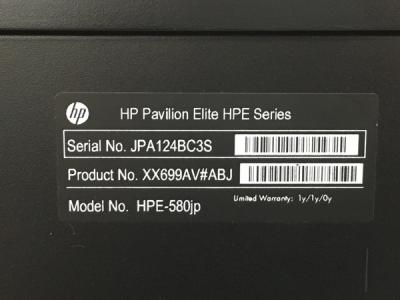 hp HP Pavilion Elite HPE Series
Serial No. JPA124BC3S
Product No. XX699AV#ABJ
Model No. HPE-580jp Limited Warranty: 1y/1y/0y